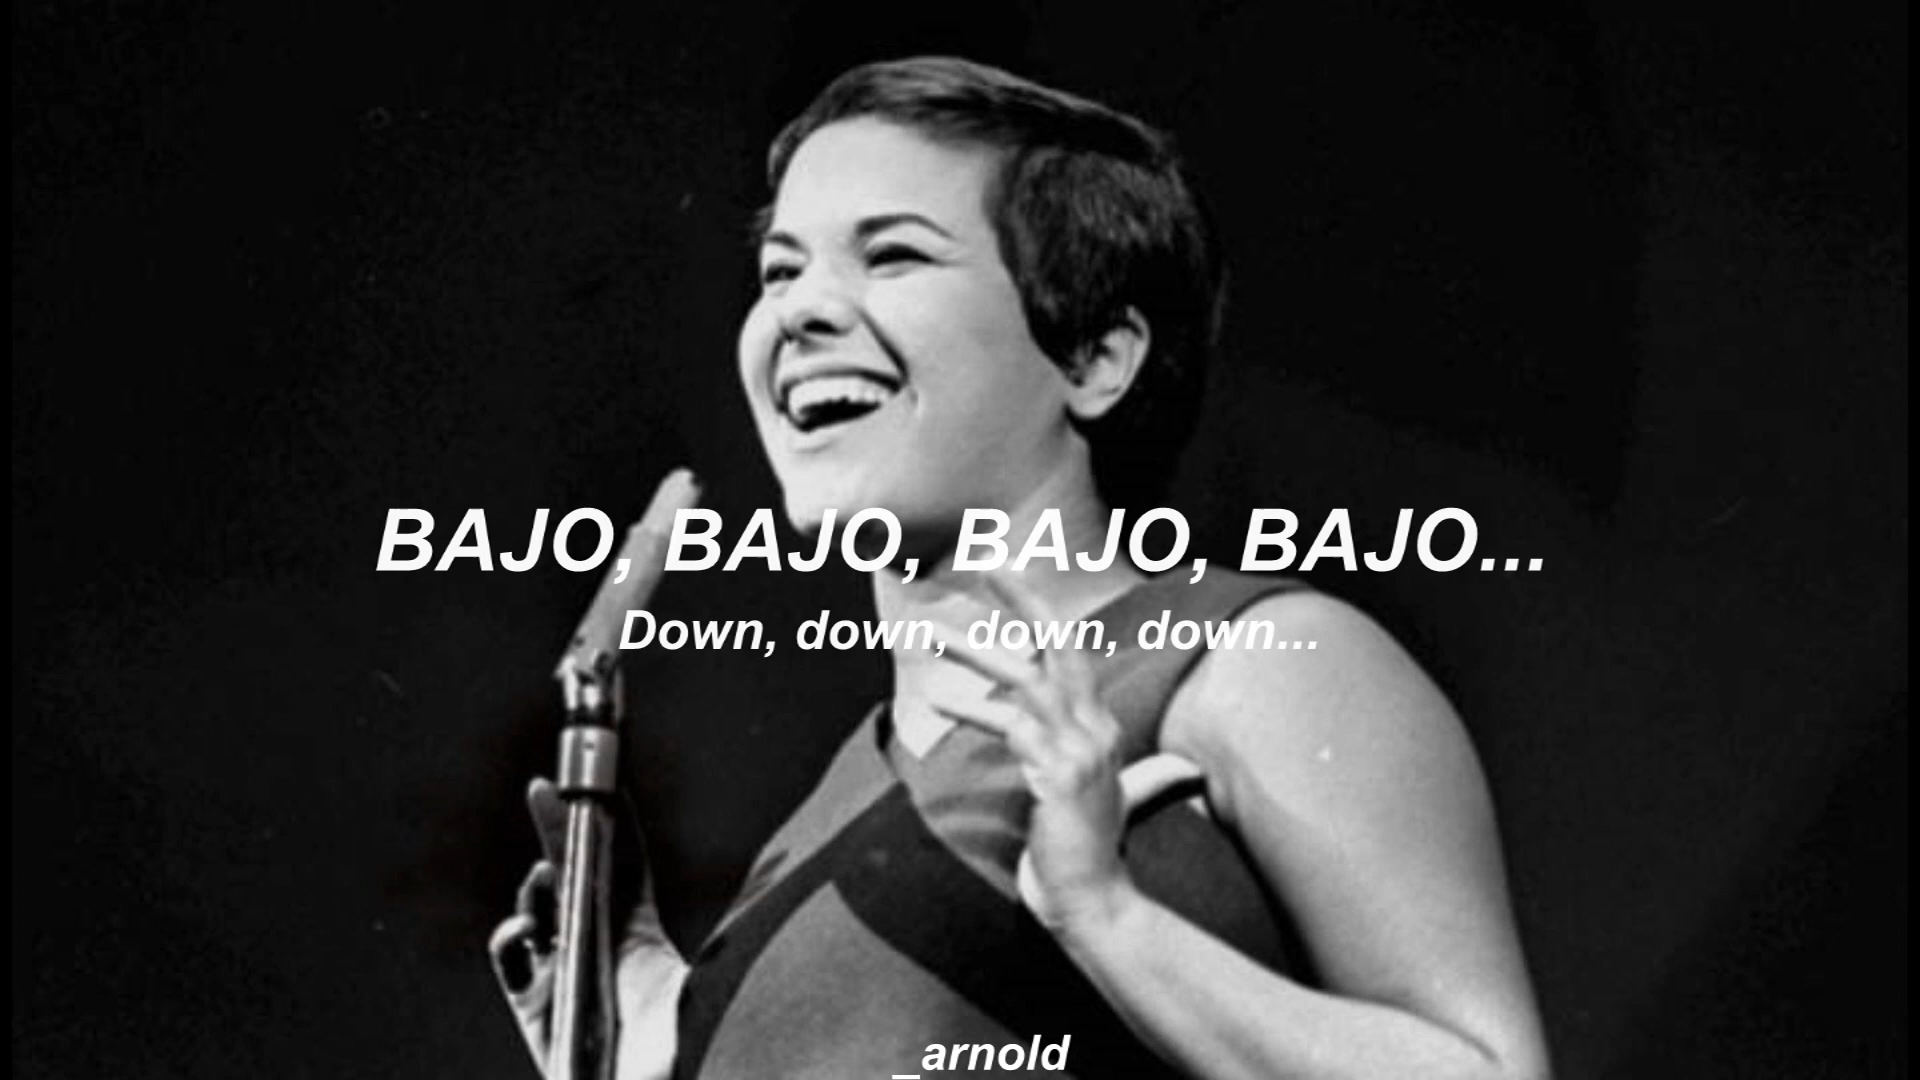 BAJO, BAJO, BAJO, BAJO...
Down, down, down, down...
_arnold